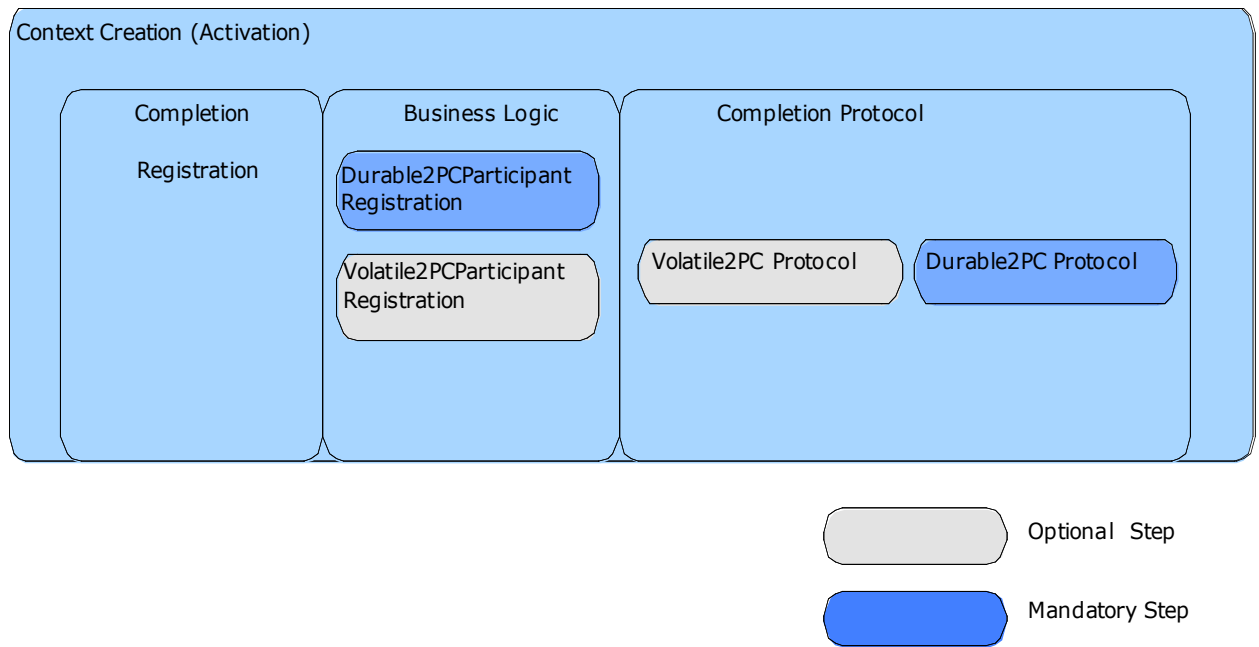 Context Creation (Activation)
Completion
Registration
Business Logic
Durable2PCParticipant
Registration
Volatile2PCParticipant
Registration
Completion Protocol
Volatile2PC Protocol
Durable2PC Protocol
Optional Step
Mandatory Step